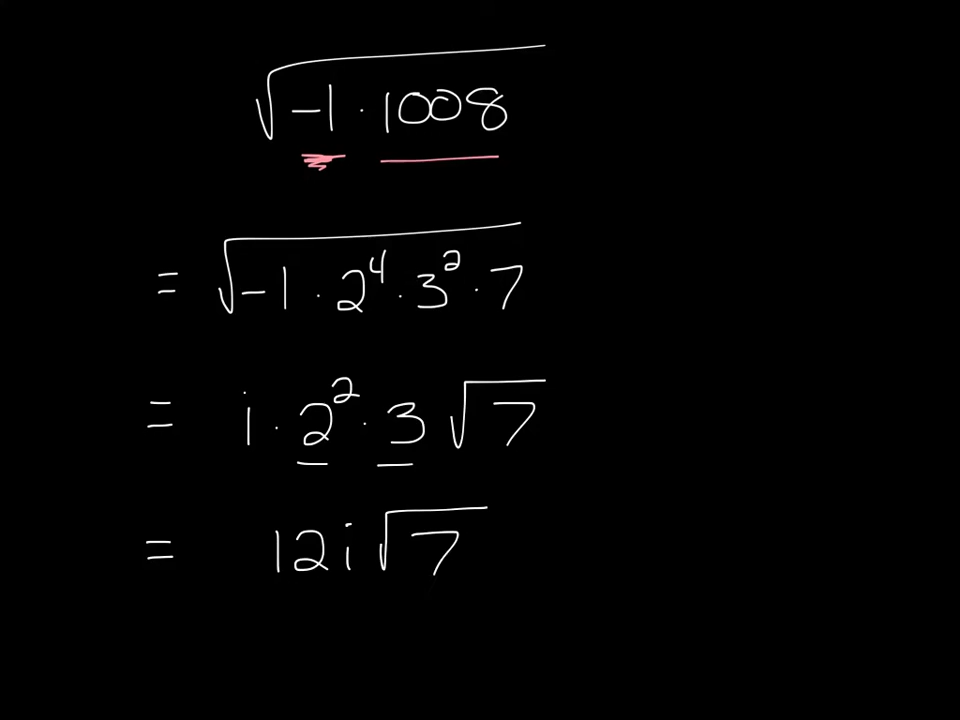 √-1 · 1008
= √-1 · 2⁴ · 3² · 7
= i · 2² · 3 √7
= 12i√7